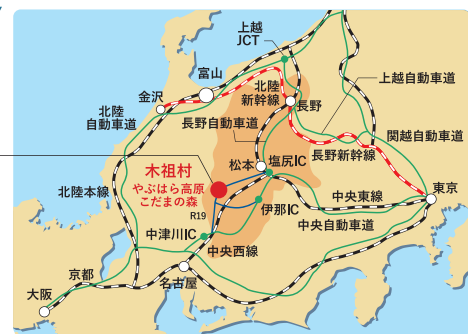 上越
JCT
富山
北陸
新幹線
上越自動車道
金沢
長野
北陸
自動車道
長野自動車道
関越自動車道
長野新幹線
松本
塩尻IC
木祖村
やぶはら高原
こだまの森
北陸本線
中央東線
東京
R19
伊那IC
中央自動車道
中津川IC
中央西線
京都
名古屋
大阪